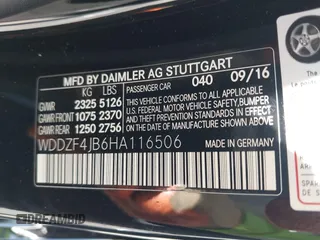 MFD BY DAIMLER AG STUTTGART
KG LBS PASSENGER CAR 040 09/16
GVWR 2325 5126
GAWR FRONT 1075 2370
GAWR REAR 1250 2756
THIS VEHICLE CONFORMS TO ALL APPLICABLE
U.S. FEDERAL MOTOR VEHICLE SAFETY,
BUMPER, AND THEFT PREVENTION STANDARDS
IN EFFECT ON THE DATE OF MANUFACTURE
SHOWN ABOVE.
WDDZF4JB6HA116506 MADE IN GERMANY
DREAMBID